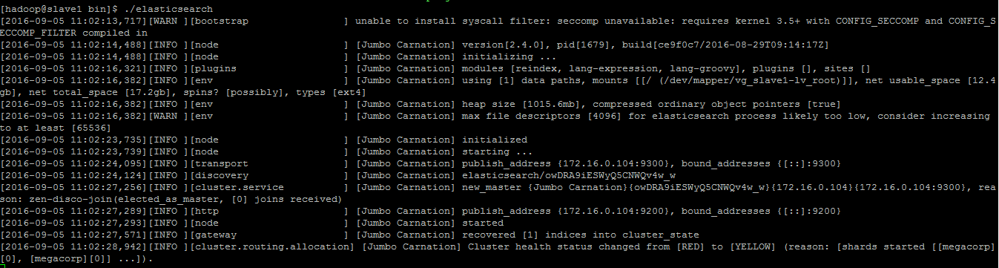 [hadoop@slave1 bin]$ ./elasticsearch
[2016-09-05 11:02:13,717][WARN ][bootstrap                ] unable to install syscall filter: seccomp unavailable: requires kernel 3.5+ with CONFIG_SECCOMP and CONFIG_S
ECCOMP_FILTER compiled in
[2016-09-05 11:02:14,488][INFO ][node                     ] [Jumbo Carnation] version[2.4.0], pid[1679], build[ce9f0c7/2016-08-29T09:14:17Z]
[2016-09-05 11:02:14,488][INFO ][node                     ] [Jumbo Carnation] initializing ...
[2016-09-05 11:02:16,321][INFO ][plugins                  ] [Jumbo Carnation] modules [reindex, lang-expression, lang-groovy], plugins [], sites []
[2016-09-05 11:02:16,382][INFO ][env                      ] [Jumbo Carnation] using [1] data paths, mounts [[/ (/dev/mapper/vg_slave1-lv_root)]], net usable_space [12.4
gb], net total_space [17.2gb], spins? [possibly], types [ext4]
[2016-09-05 11:02:16,382][INFO ][env                      ] [Jumbo Carnation] heap size [1015.6mb], compressed ordinary object pointers [true]
[2016-09-05 11:02:16,382][WARN ][env                      ] [Jumbo Carnation] max file descriptors [4096] for elasticsearch process likely too low, consider increasing
to at least [65536]
[2016-09-05 11:02:23,735][INFO ][node                     ] [Jumbo Carnation] initialized
[2016-09-05 11:02:23,739][INFO ][node                     ] [Jumbo Carnation] starting ...
[2016-09-05 11:02:24,095][INFO ][transport                ] [Jumbo Carnation] publish_address {172.16.0.104:9300}, bound_addresses {[::]:9300}
[2016-09-05 11:02:24,124][INFO ][discovery                ] [Jumbo Carnation] elasticsearch/owDRA9iESWyQ5CNWQv4w_w
[2016-09-05 11:02:27,256][INFO ][cluster.service          ] [Jumbo Carnation] new_master {Jumbo Carnation}{owDRA9iESWyQ5CNWQv4w_w}{172.16.0.104}{172.16.0.104:9300}, rea
son: zen-disco-join(elected_as_master, [0] joins received)
[2016-09-05 11:02:27,289][INFO ][http                     ] [Jumbo Carnation] publish_address {172.16.0.104:9200}, bound_addresses {[::]:9200}
[2016-09-05 11:02:27,293][INFO ][node                     ] [Jumbo Carnation] started
[2016-09-05 11:02:27,571][INFO ][gateway                  ] [Jumbo Carnation] recovered [1] indices into cluster_state
[2016-09-05 11:02:28,942][INFO ][cluster.routing.allocation] [Jumbo Carnation] Cluster health status changed from [RED] to [YELLOW] (reason: [shards started [[megacorp]
[0], [megacorp][0]] ...]).